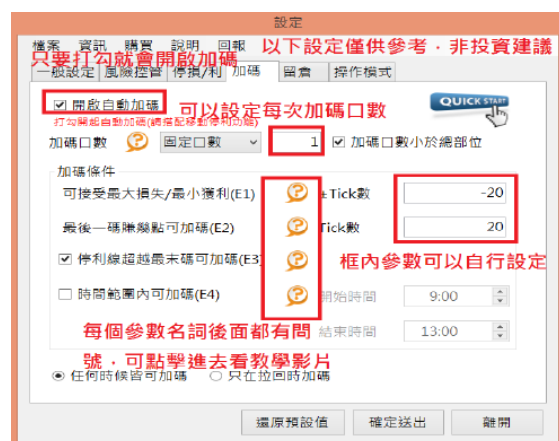 設定
檔案 資訊 購買 說明 回報
以下設定僅供參考，非投資建議
只要打勾就會開啟加碼
一般設定 風險控管 停損/利 加碼 留倉 操作模式
開啟自動加碼
可以設定每次加碼口數
QUICK START
打勾開起自動加碼(請搭配移動停利功能)
加碼口數 固定口數 1 加碼口數小於總部位
加碼條件
可接受最大損失/最小獲利(E1) ±Tick數 -20
最後一碼賺幾點可加碼(E2) Tick數 20
停利線超越最末碼可加碼(E3)
框內參數可以自行設定
時間範圍內可加碼(E4) 開始時間 9:00
每個參數名詞後面都有問
結束時間 13:00
號，可點擊進去看教學影片
任何時候皆可加碼 只在拉回時加碼
還原預設值 確定送出 離開